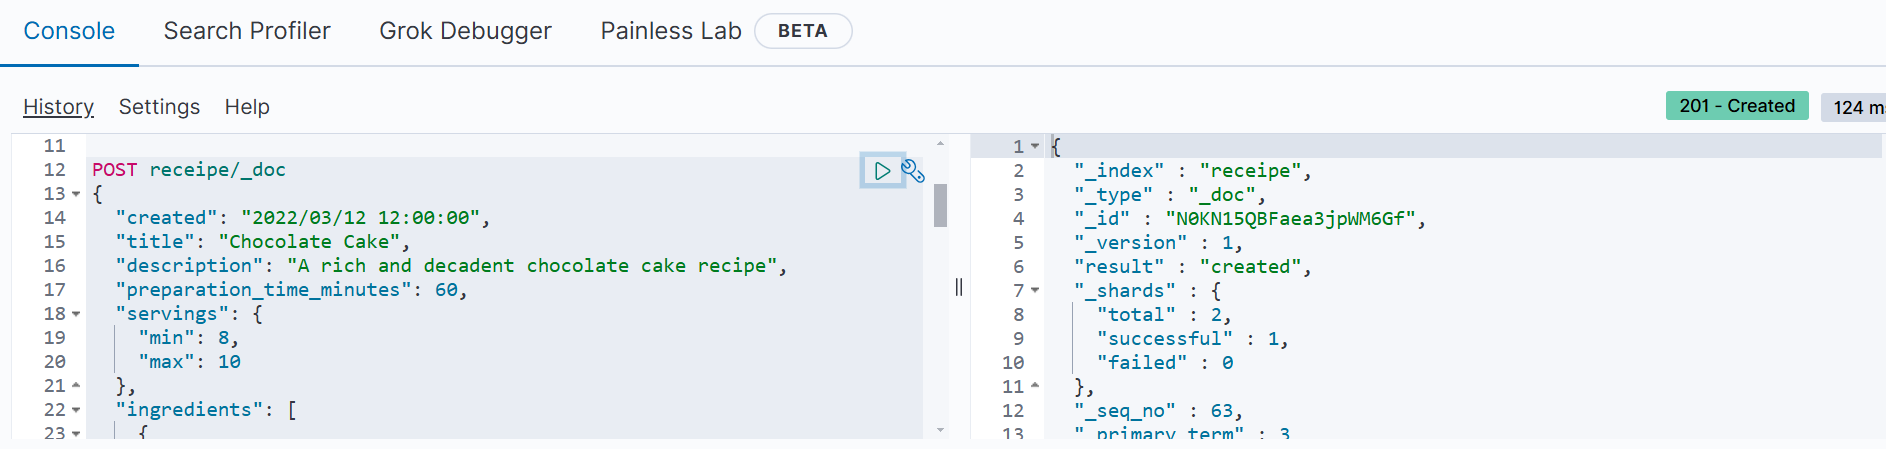 Console Search Profiler Grok Debugger Painless Lab BETA
History Settings Help
201 - Created 124 m
11
12 POST receipe/_doc
13 {
14 "created": "2022/03/12 12:00:00",
15 "title": "Chocolate Cake",
16 "description": "A rich and decadent chocolate cake recipe",
17 "preparation_time_minutes": 60,
18 "servings": {
19 "min": 8,
20 "max": 10
21 },
22 "ingredients": [
23 {
1 {
2 "_index" : "receipe",
3 "_type" : "_doc",
4 "_id" : "N0KN15QBFaea3jpWM6Gf",
5 "_version" : 1,
6 "result" : "created",
7 "_shards" : {
8 "total" : 2,
9 "successful" : 1,
10 "failed" : 0
11 },
12 "_seq_no" : 63,
13 "_primary_term" : 3